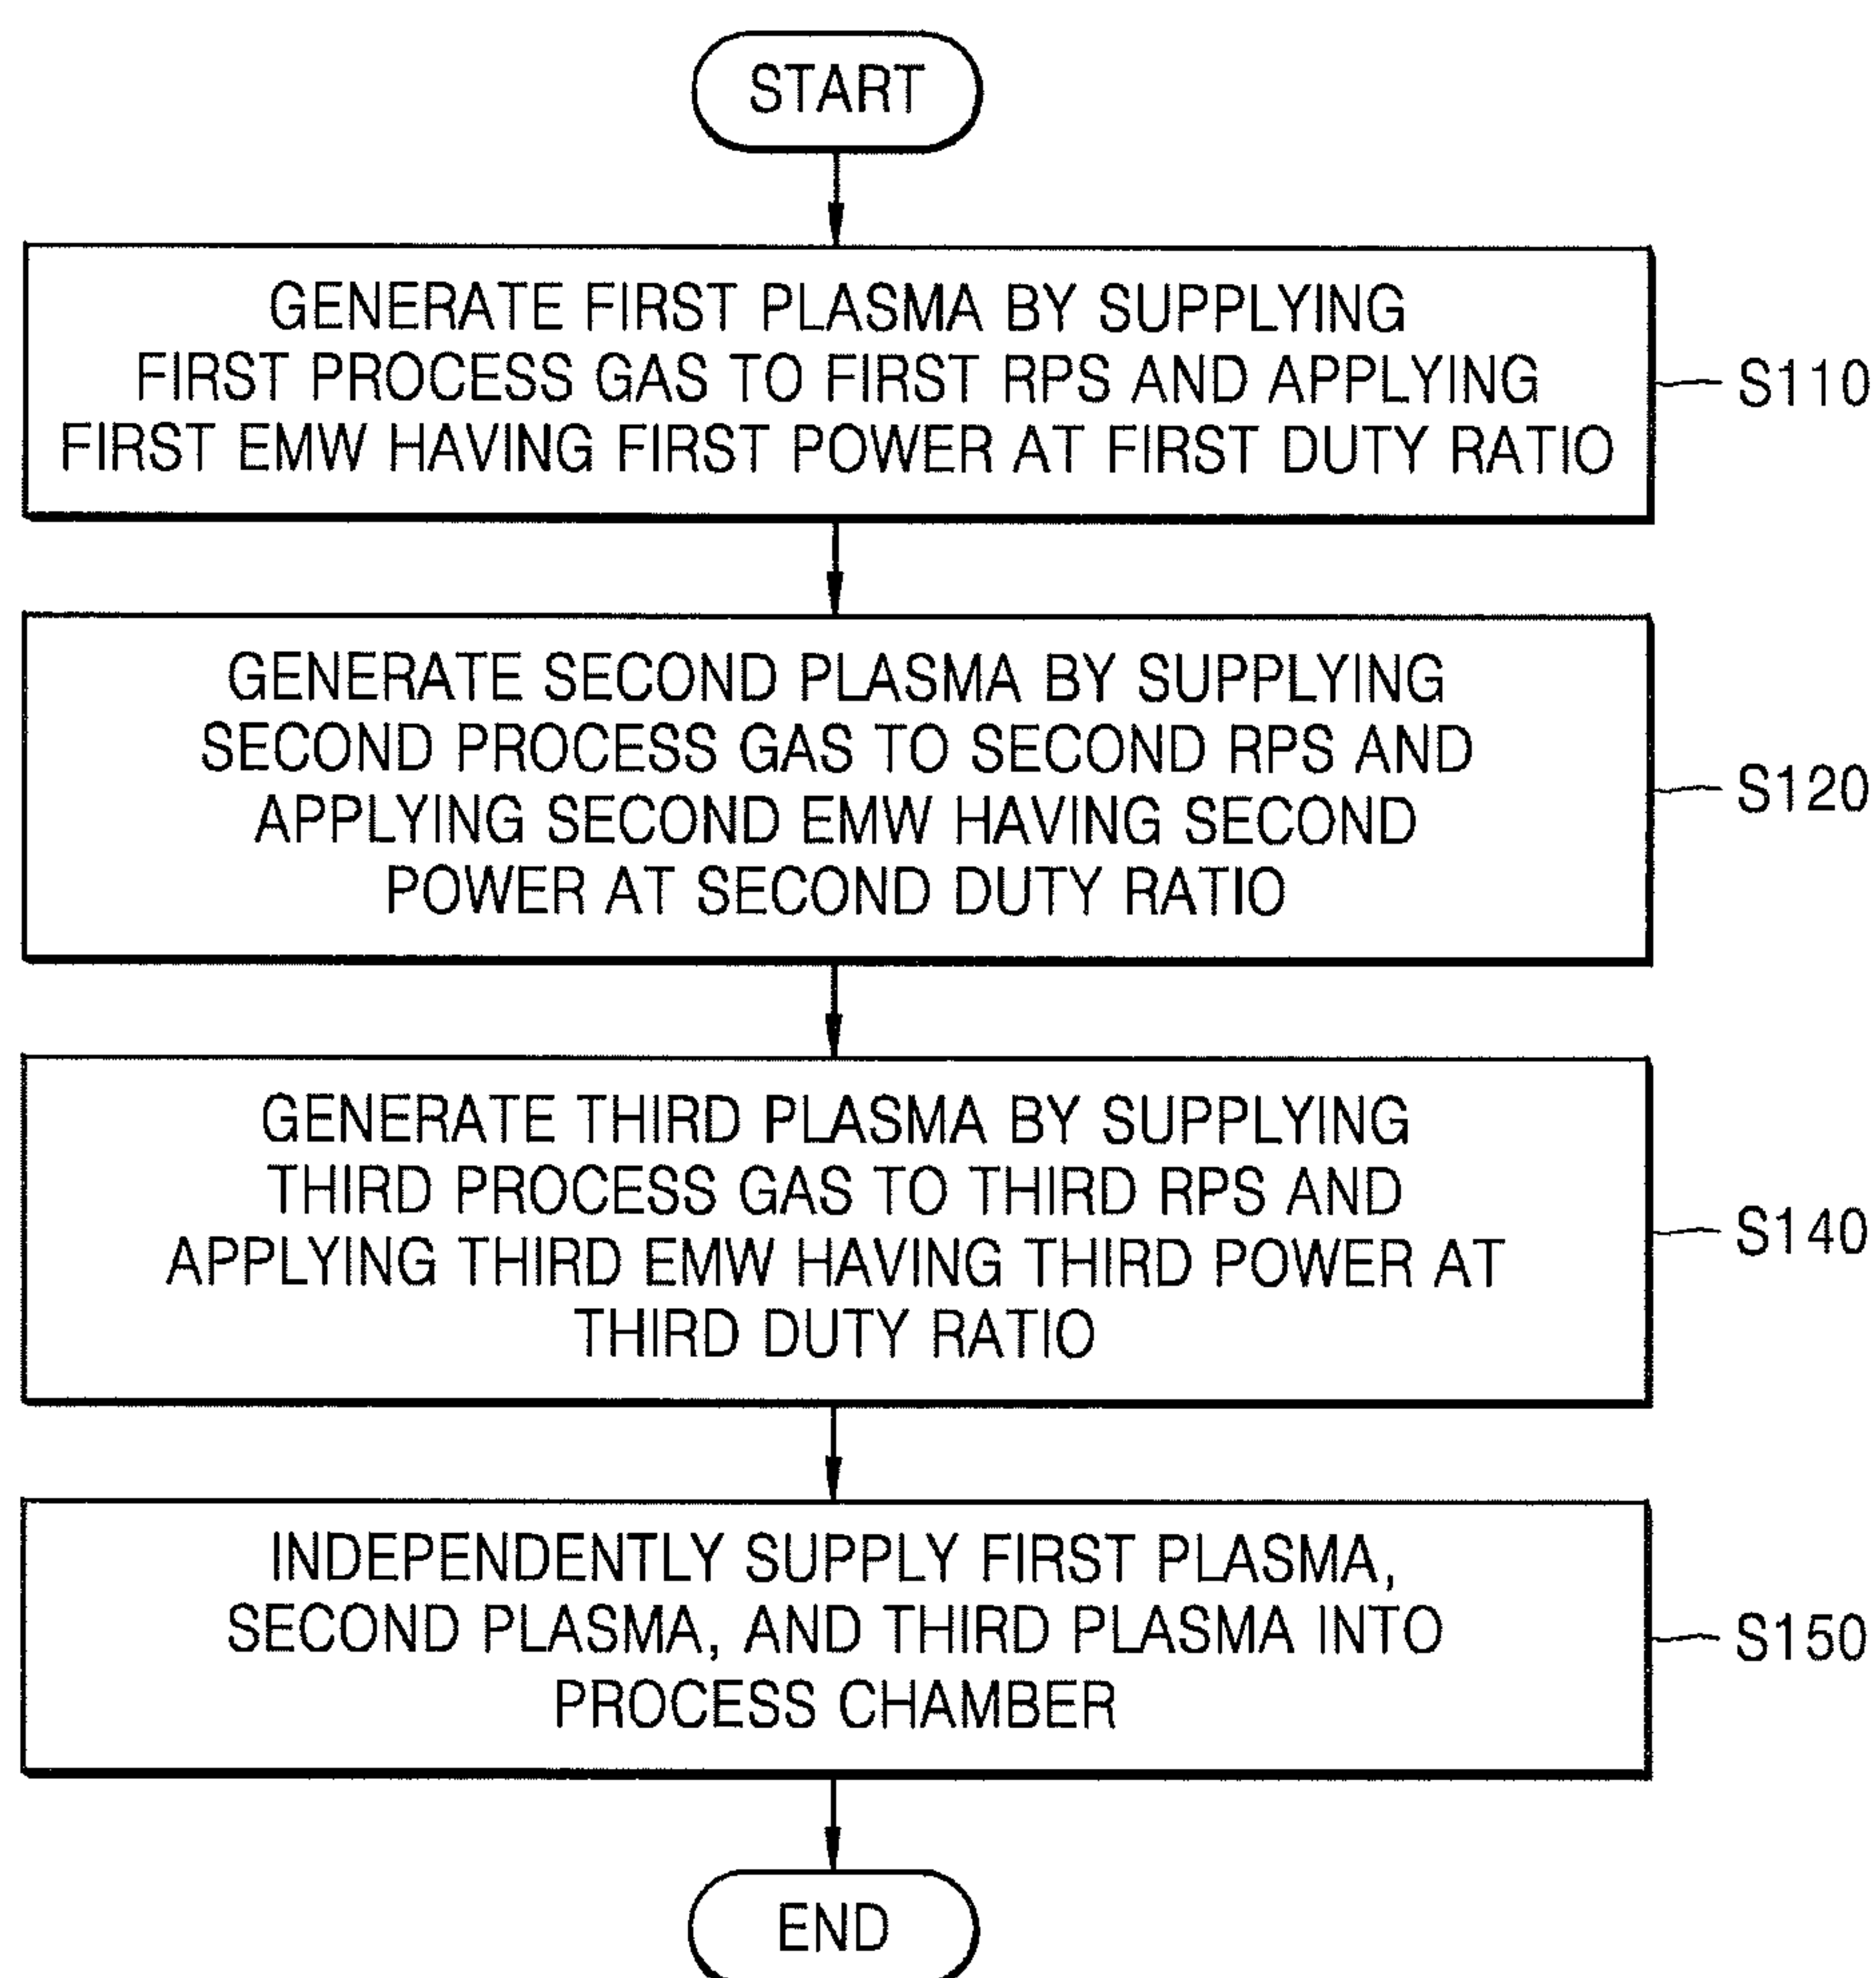 START
GENERATE FIRST PLASMA BY SUPPLYING
FIRST PROCESS GAS TO FIRST RPS AND APPLYING
FIRST EMW HAVING FIRST POWER AT FIRST DUTY RATIO
S110
GENERATE SECOND PLASMA BY SUPPLYING
SECOND PROCESS GAS TO SECOND RPS AND
APPLYING SECOND EMW HAVING SECOND
POWER AT SECOND DUTY RATIO
S120
GENERATE THIRD PLASMA BY SUPPLYING
THIRD PROCESS GAS TO THIRD RPS AND
APPLYING THIRD EMW HAVING THIRD POWER AT
THIRD DUTY RATIO
S140
INDEPENDENTLY SUPPLY FIRST PLASMA,
SECOND PLASMA, AND THIRD PLASMA INTO
PROCESS CHAMBER
S150
END